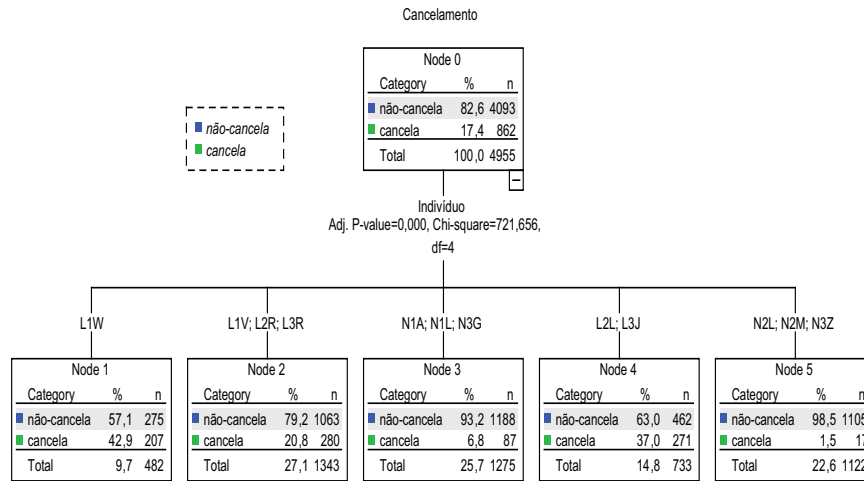 Cancelamento
Node 0
Category % n
não-cancela 82,6 4093
cancela 17,4 862
Total 100,0 4955
não-cancela
cancela
Indivíduo
Adj. P-value=0,000, Chi-square=721,656,
df=4
L1W
L1V; L2R; L3R
N1A; N1L; N3G
L2L; L3J
N2L; N2M; N3Z
Node 1
Category % n
não-cancela 57,1 275
cancela 42,9 207
Total 9,7 482
Node 2
Category % n
não-cancela 79,2 1063
cancela 20,8 280
Total 27,1 1343
Node 3
Category % n
não-cancela 93,2 1188
cancela 6,8 87
Total 25,7 1275
Node 4
Category % n
não-cancela 63,0 462
cancela 37,0 271
Total 14,8 733
Node 5
Category % n
não-cancela 98,5 1105
cancela 1,5 17
Total 22,6 1122